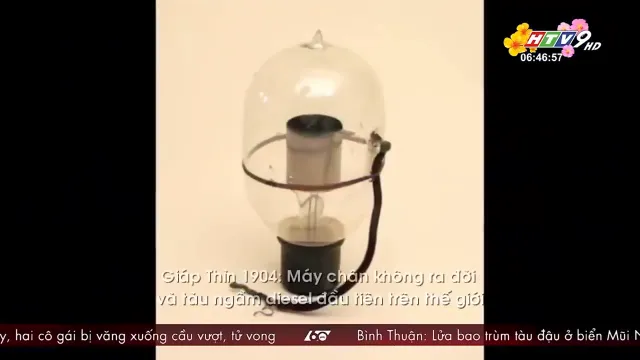 HTV9 HD
06:46:57
Giáp Thìn 1904: Máy chân không ra đời
và tàu ngầm diesel đầu tiên trên thế giới
y, hai cô gái bị văng xuống cầu vượt, tử vong
60
Bình Thuận: Lửa bao trùm tàu đậu ở biển Mũi N